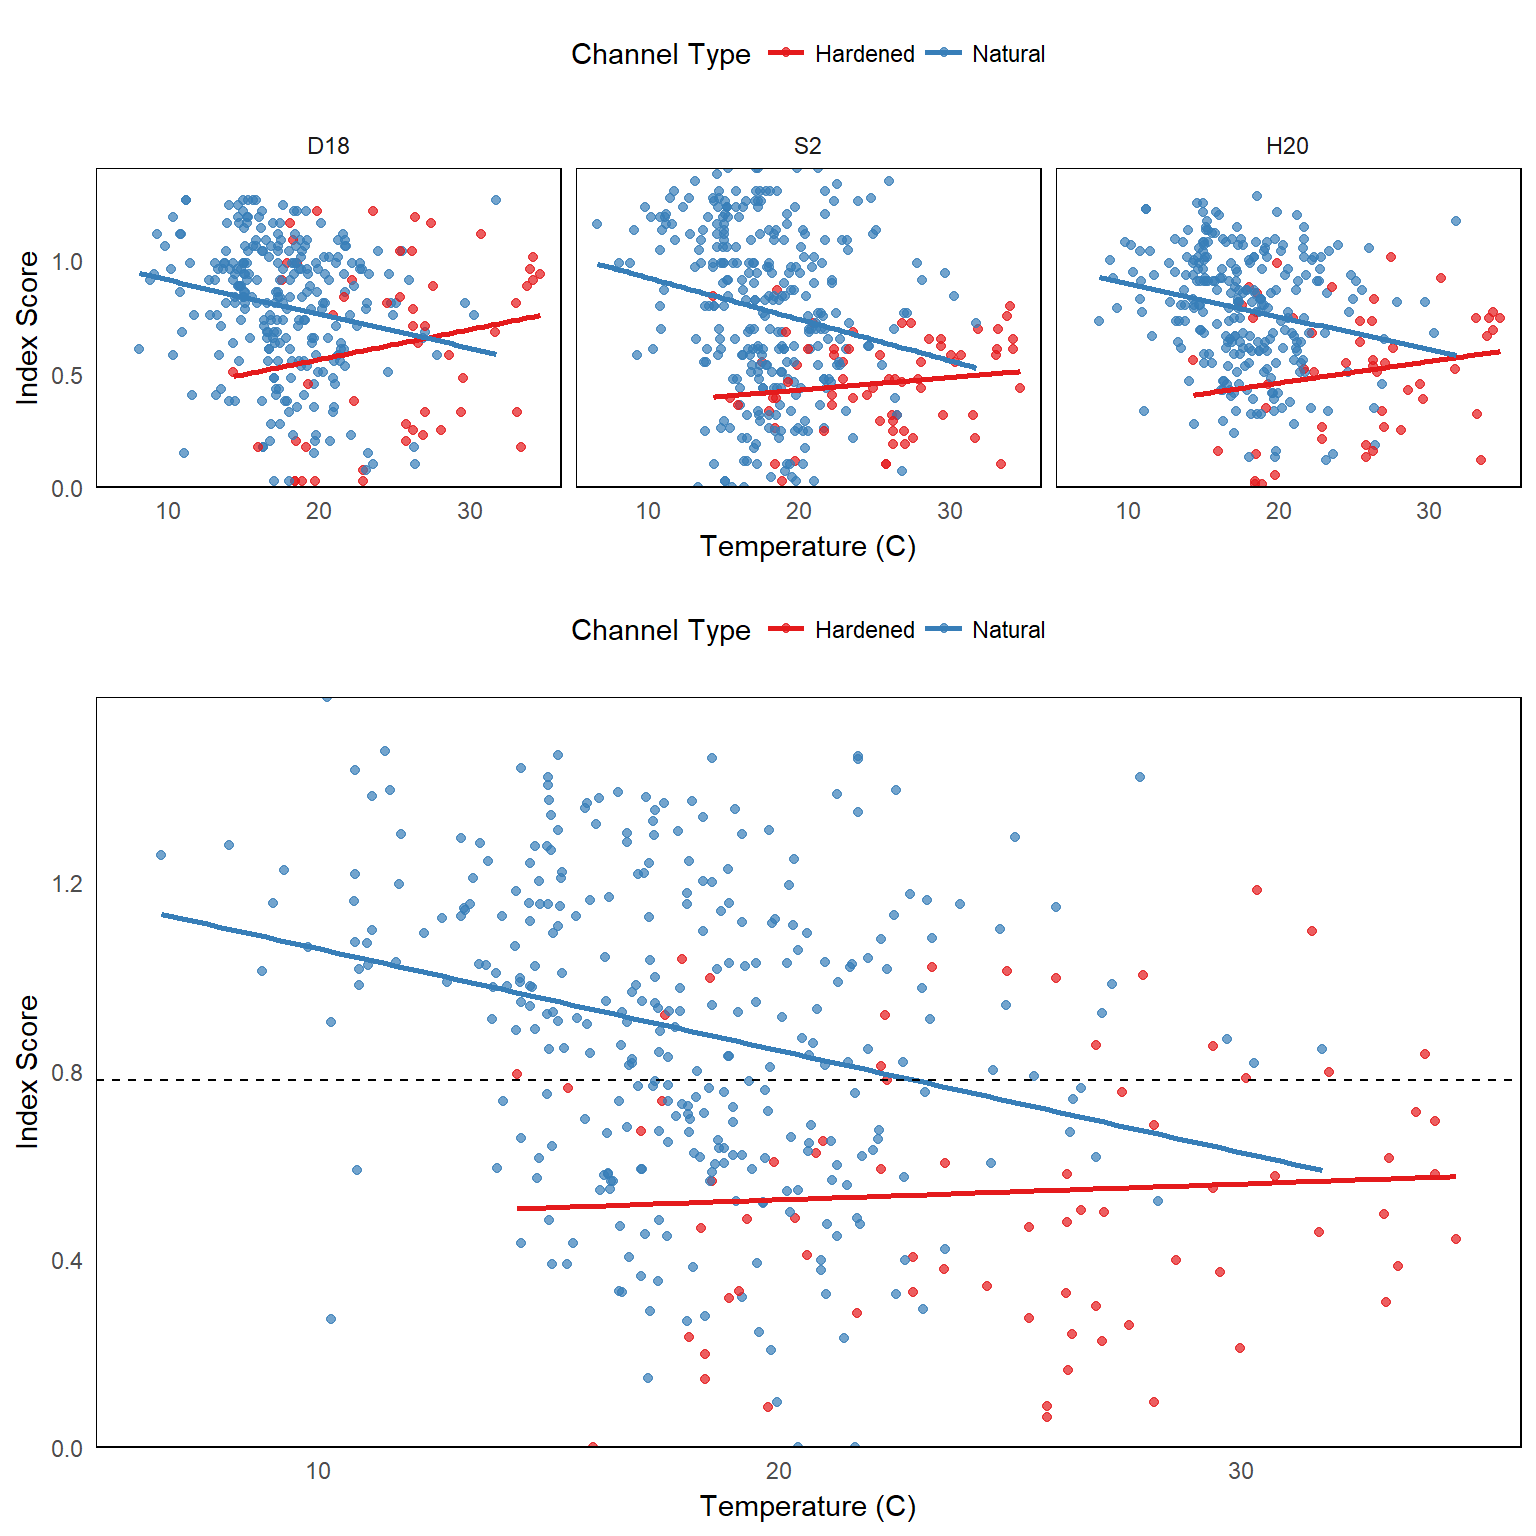 Channel Type Hardened Natural
D18 S2 H20
Index Score
1.0
0.5
0.0
10 20 30 10 20 30 10 20 30
Temperature (C)
Channel Type Hardened Natural
Index Score
1.2
0.8
0.4
0.0
10 20 30
Temperature (C)